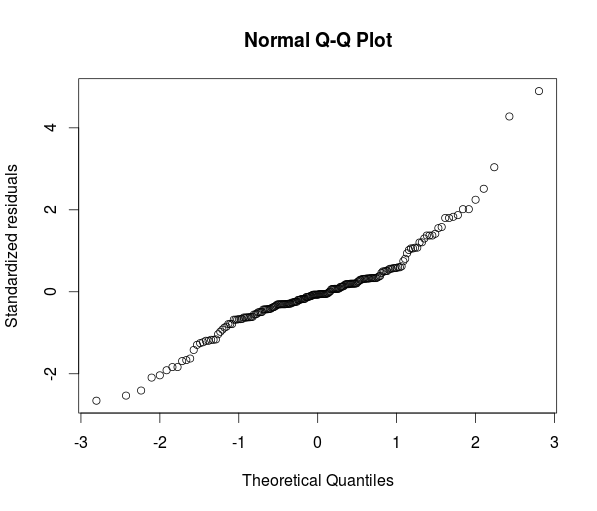 Normal Q-Q Plot
Standardized residuals
4
2
0
-2
-3 -2 -1 0 1 2 3
Theoretical Quantiles